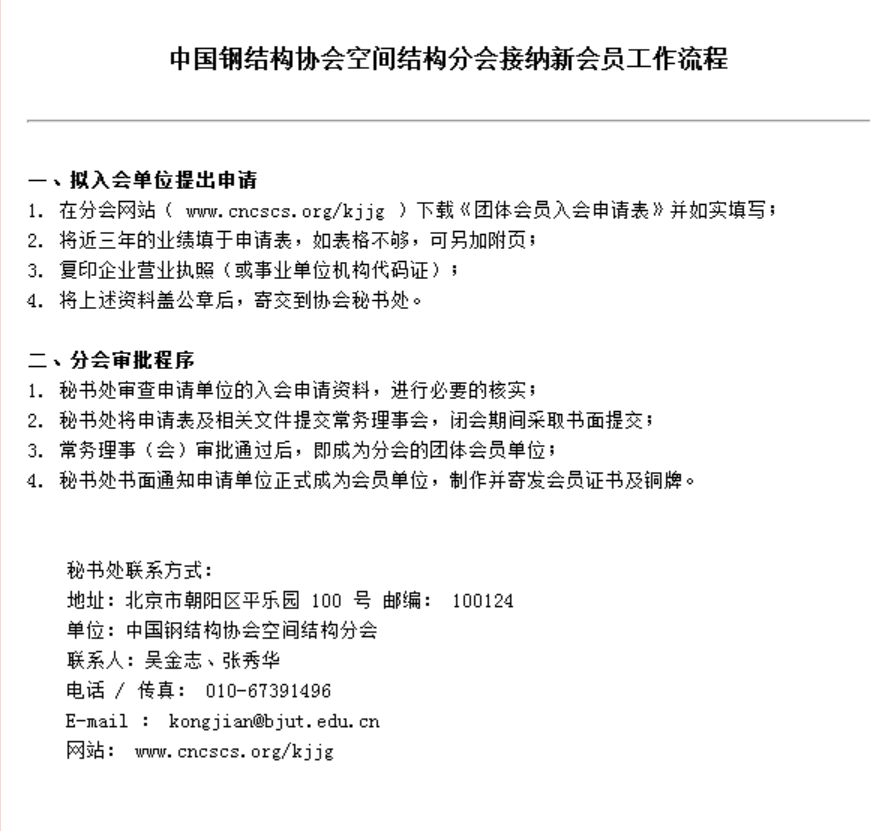 中国钢结构协会空间结构分会接纳新会员工作流程
一、拟入会单位提出申请
1. 在分会网站（ www.cncscs.org/kjjg ）下载《团体会员入会申请表》并如实填写；
2. 将近三年的业绩填于申请表，如表格不够，可另加附页；
3. 复印企业营业执照（或事业单位机构代码证）；
4. 将上述资料盖公章后，寄交到协会秘书处。
二、分会审批程序
1. 秘书处审查申请单位的入会申请资料，进行必要的核实；
2. 秘书处将申请表及相关文件提交常务理事会，闭会期间采取书面提交；
3. 常务理事（会）审批通过后，即成为分会的团体会员单位；
4. 秘书处书面通知申请单位正式成为会员单位，制作并寄发会员证书及铜牌。
秘书处联系方式：
地址：北京市朝阳区平乐园 100 号 邮编： 100124
单位：中国钢结构协会空间结构分会
联系人：吴金志、张秀华
电话 / 传真： 010-67391496
E-mail ： kongjian@bjut.edu.cn
网站： www.cncscs.org/kjjg